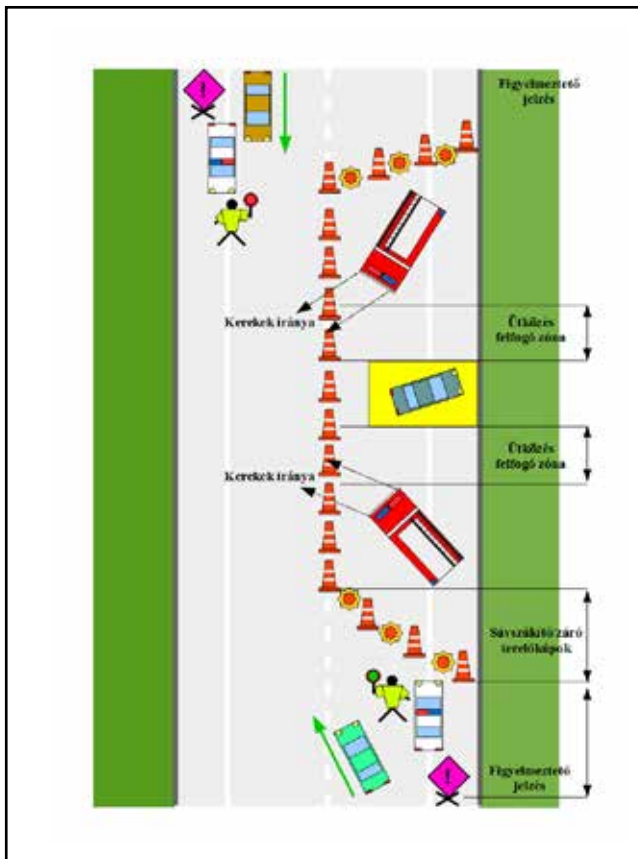 Figyelmeztető
jelzés
!
Kerekek iránya
Ütközés
felfogó zóna
Ütközés
felfogó zóna
Kerekek iránya
Sávszűkítő/záró
terelőkúpok
Figyelmeztető
jelzés
!